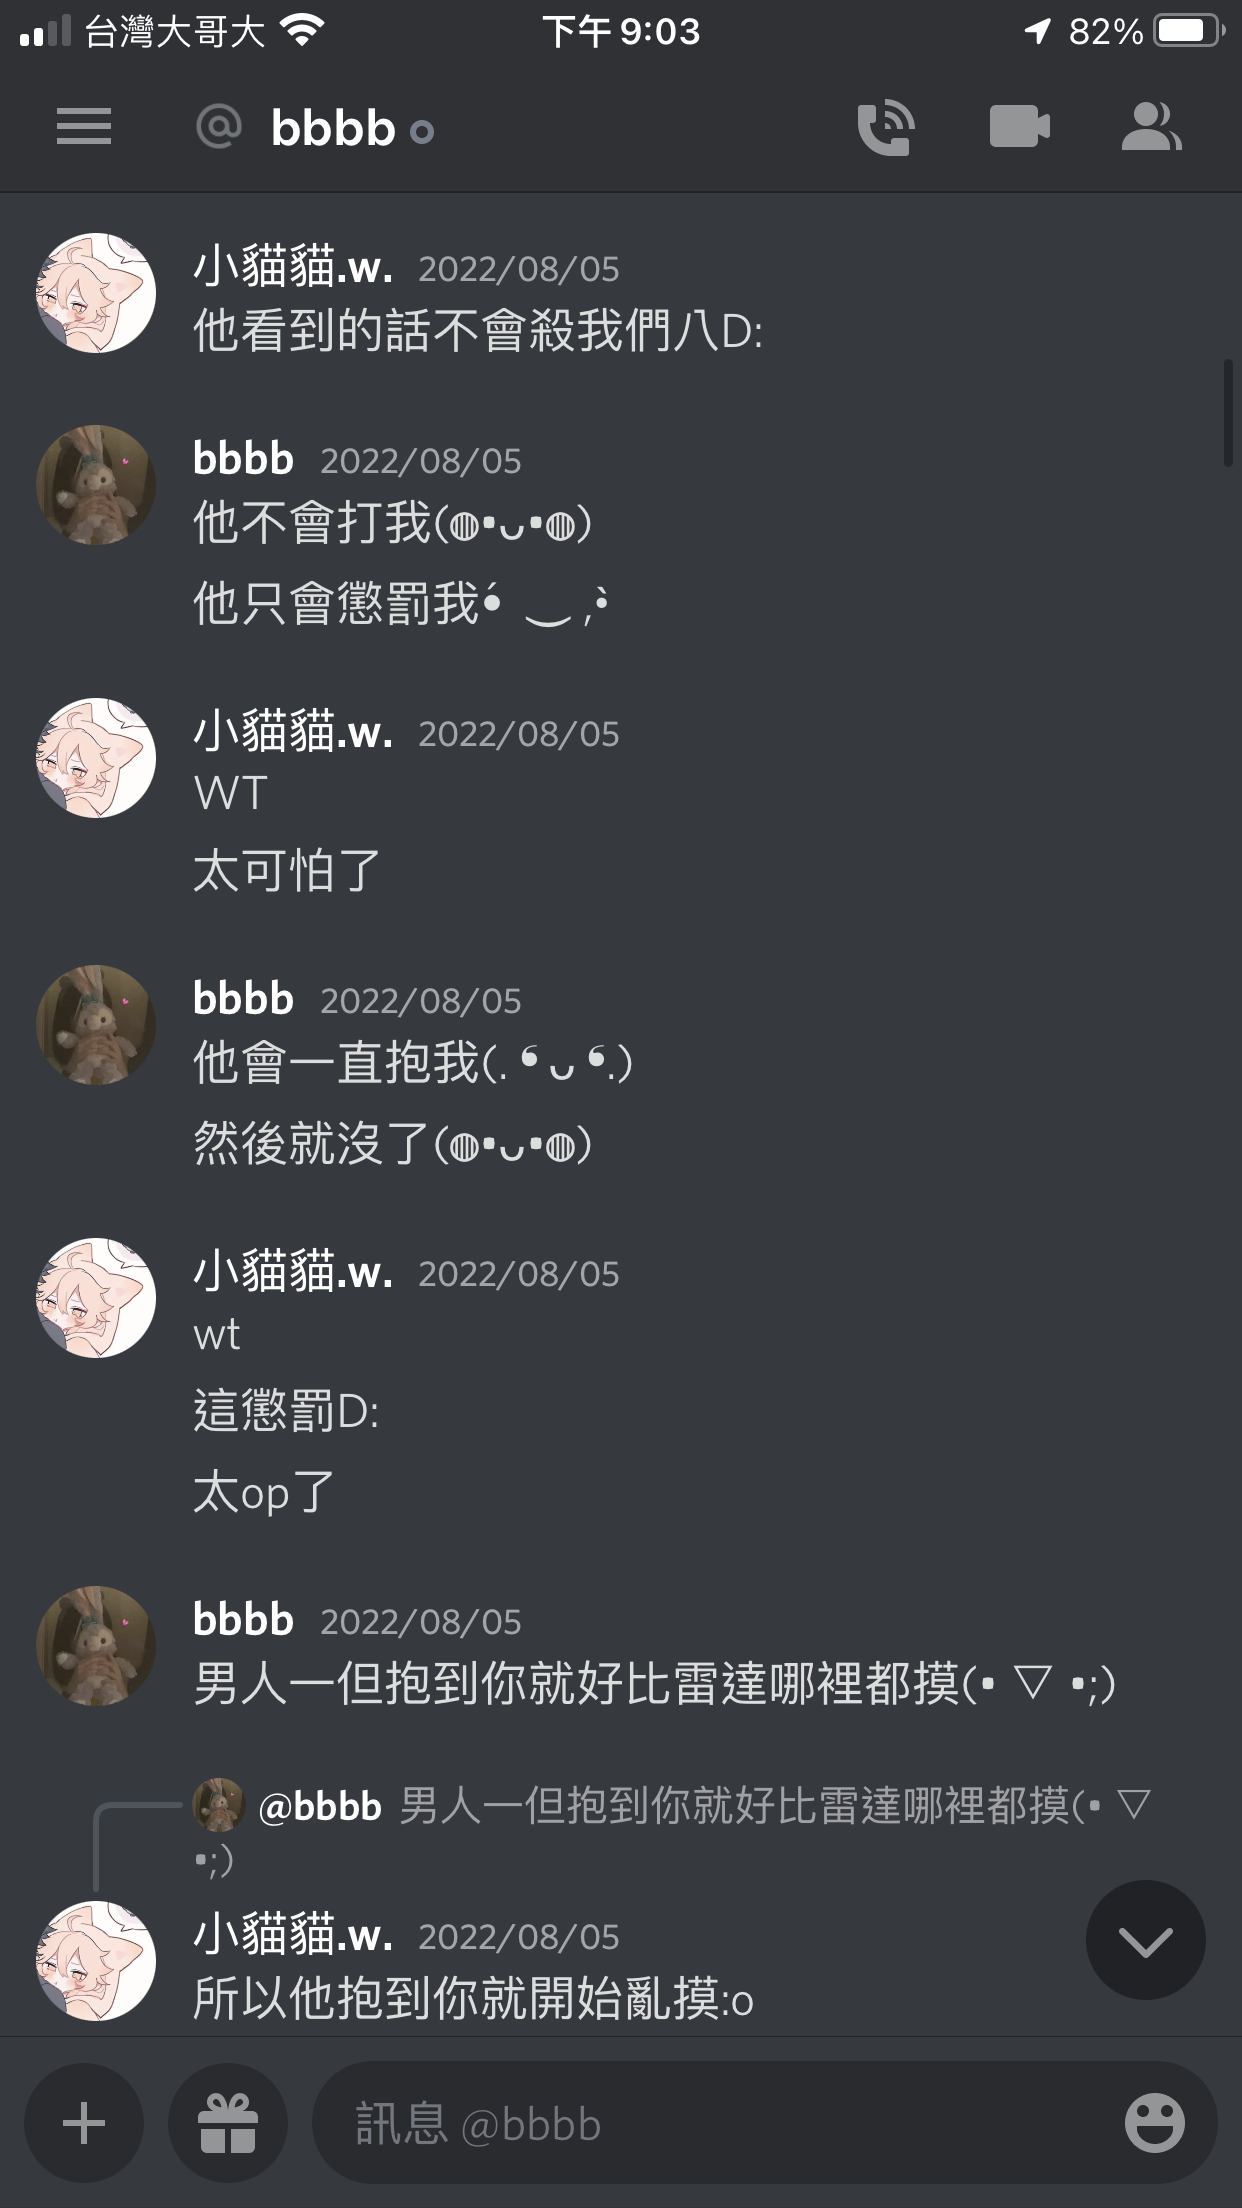 台灣大哥大 下午 9:03 82%
@ bbbb
小貓貓.w. 2022/08/05
他看到的話不會殺我們八D:
bbbb 2022/08/05
他不會打我(◍•ᴗ•◍)
他只會懲罰我•́ ‿ ,•̀
小貓貓.w. 2022/08/05
WT
太可怕了
bbbb 2022/08/05
他會一直抱我(. ❛ ᴗ ❛.)
然後就沒了(◍•ᴗ•◍)
小貓貓.w. 2022/08/05
wt
這懲罰D:
太op了
bbbb 2022/08/05
男人一但抱到你就好比雷達哪裡都摸(• ▽ •;)
@bbbb 男人一但抱到你就好比雷達哪裡都摸(• ▽
•;)
小貓貓.w. 2022/08/05
所以他抱到你就開始亂摸:o
訊息 @bbbb